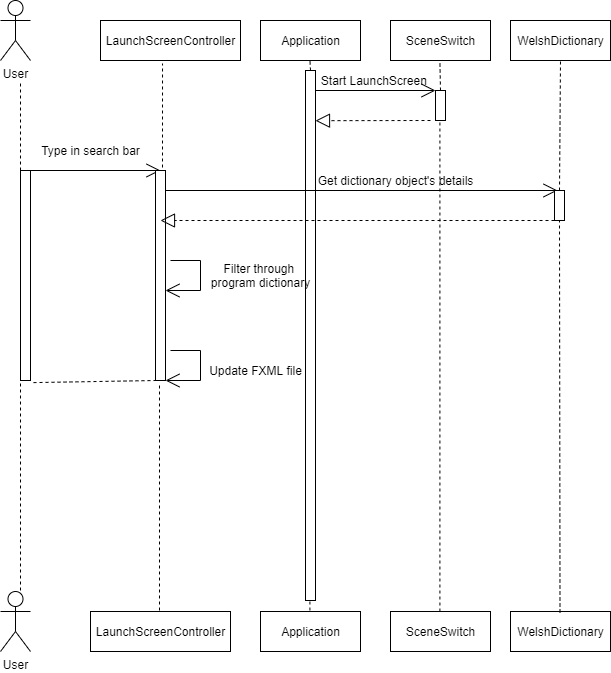 User
LaunchScreenController
Application
SceneSwitch
WelshDictionary
Start LaunchScreen
Type in search bar
Get dictionary object's details
Filter through
program dictionary
Update FXML file
User
LaunchScreenController
Application
SceneSwitch
WelshDictionary